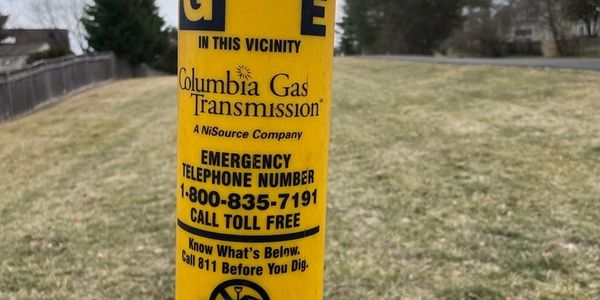 G E
IN THIS VICINITY
Columbia Gas
Transmission
A NiSource Company
EMERGENCY
TELEPHONE NUMBER
1-800-835-7191
CALL TOLL FREE
Know What's Below.
Call 811 Before You Dig.